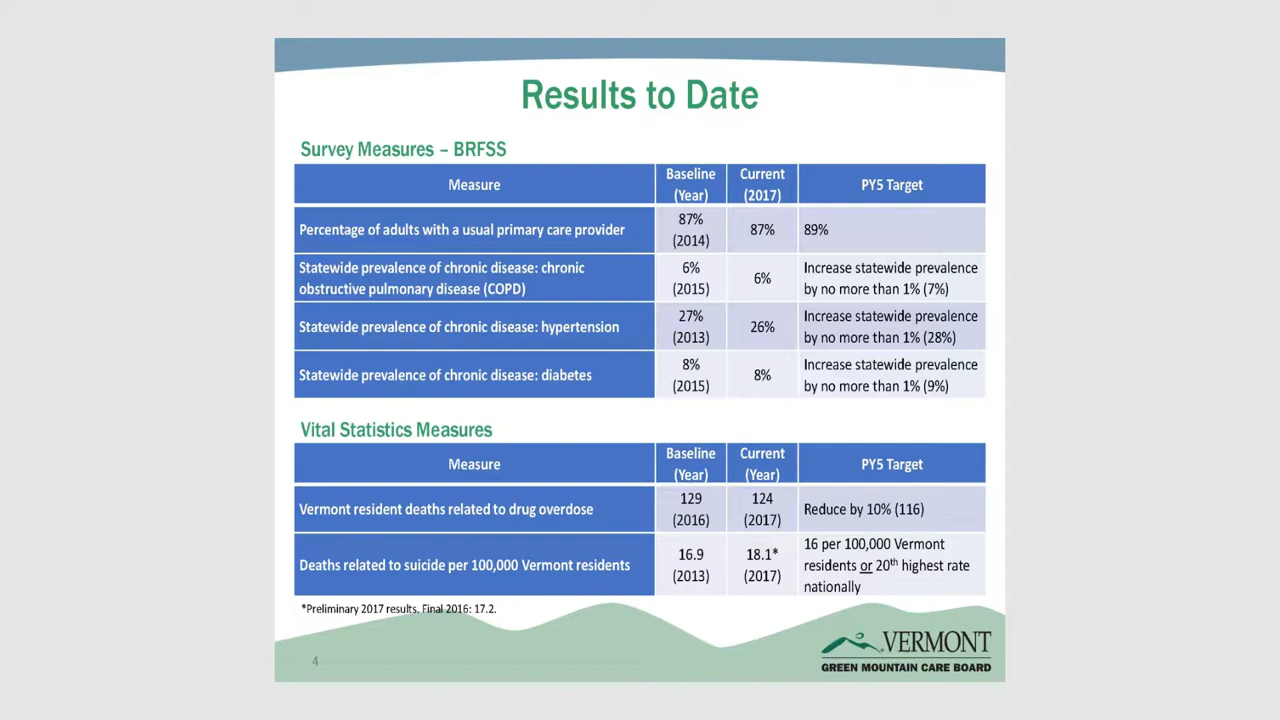 Results to Date
Survey Measures – BRFSS
Measure
Baseline
(Year)
Current
(2017)
PY5 Target
Percentage of adults with a usual primary care provider
87%
(2014)
87%
89%
Statewide prevalence of chronic disease: chronic
obstructive pulmonary disease (COPD)
6%
(2015)
6%
Increase statewide prevalence
by no more than 1% (7%)
Statewide prevalence of chronic disease: hypertension
27%
(2013)
26%
Increase statewide prevalence
by no more than 1% (28%)
Statewide prevalence of chronic disease: diabetes
8%
(2015)
8%
Increase statewide prevalence
by no more than 1% (9%)
Vital Statistics Measures
Measure
Baseline
(Year)
Current
(Year)
PY5 Target
Vermont resident deaths related to drug overdose
129
(2016)
124
(2017)
Reduce by 10% (116)
Deaths related to suicide per 100,000 Vermont residents
16.9
(2013)
18.1*
(2017)
16 per 100,000 Vermont
residents or 20th highest rate
nationally
*Preliminary 2017 results. Final 2016: 17.2.
4
VERMONT
GREEN MOUNTAIN CARE BOARD